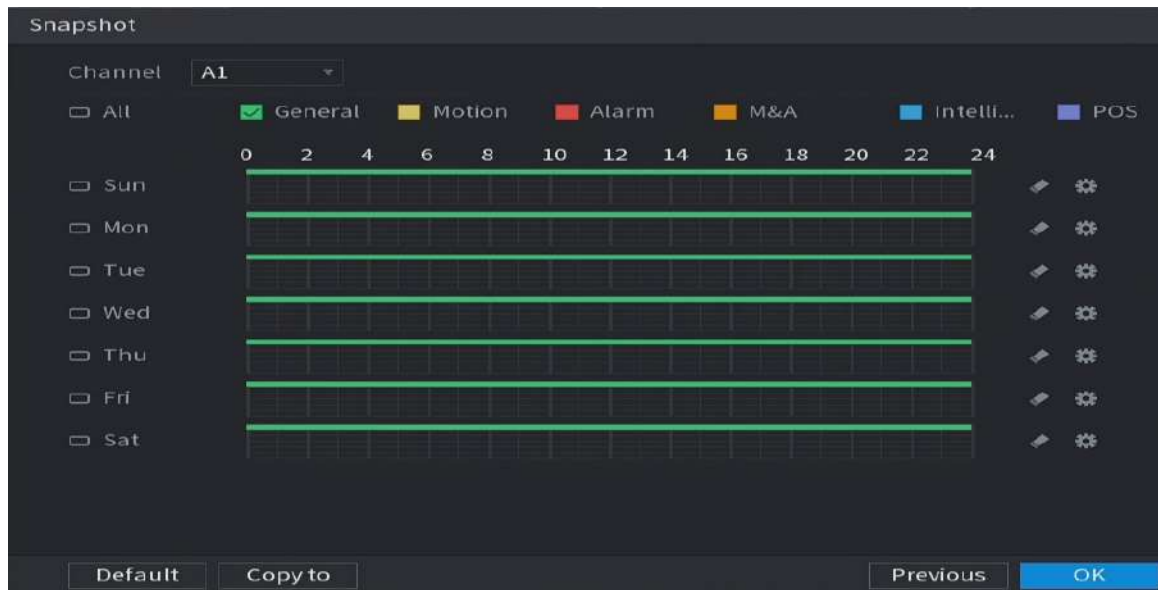 Snapshot
Channel A1
All General Motion Alarm M&A Intelli... POS
0 2 4 6 8 10 12 14 16 18 20 22 24
Sun
Mon
Tue
Wed
Thu
Fri
Sat
Default Copy to Previous OK